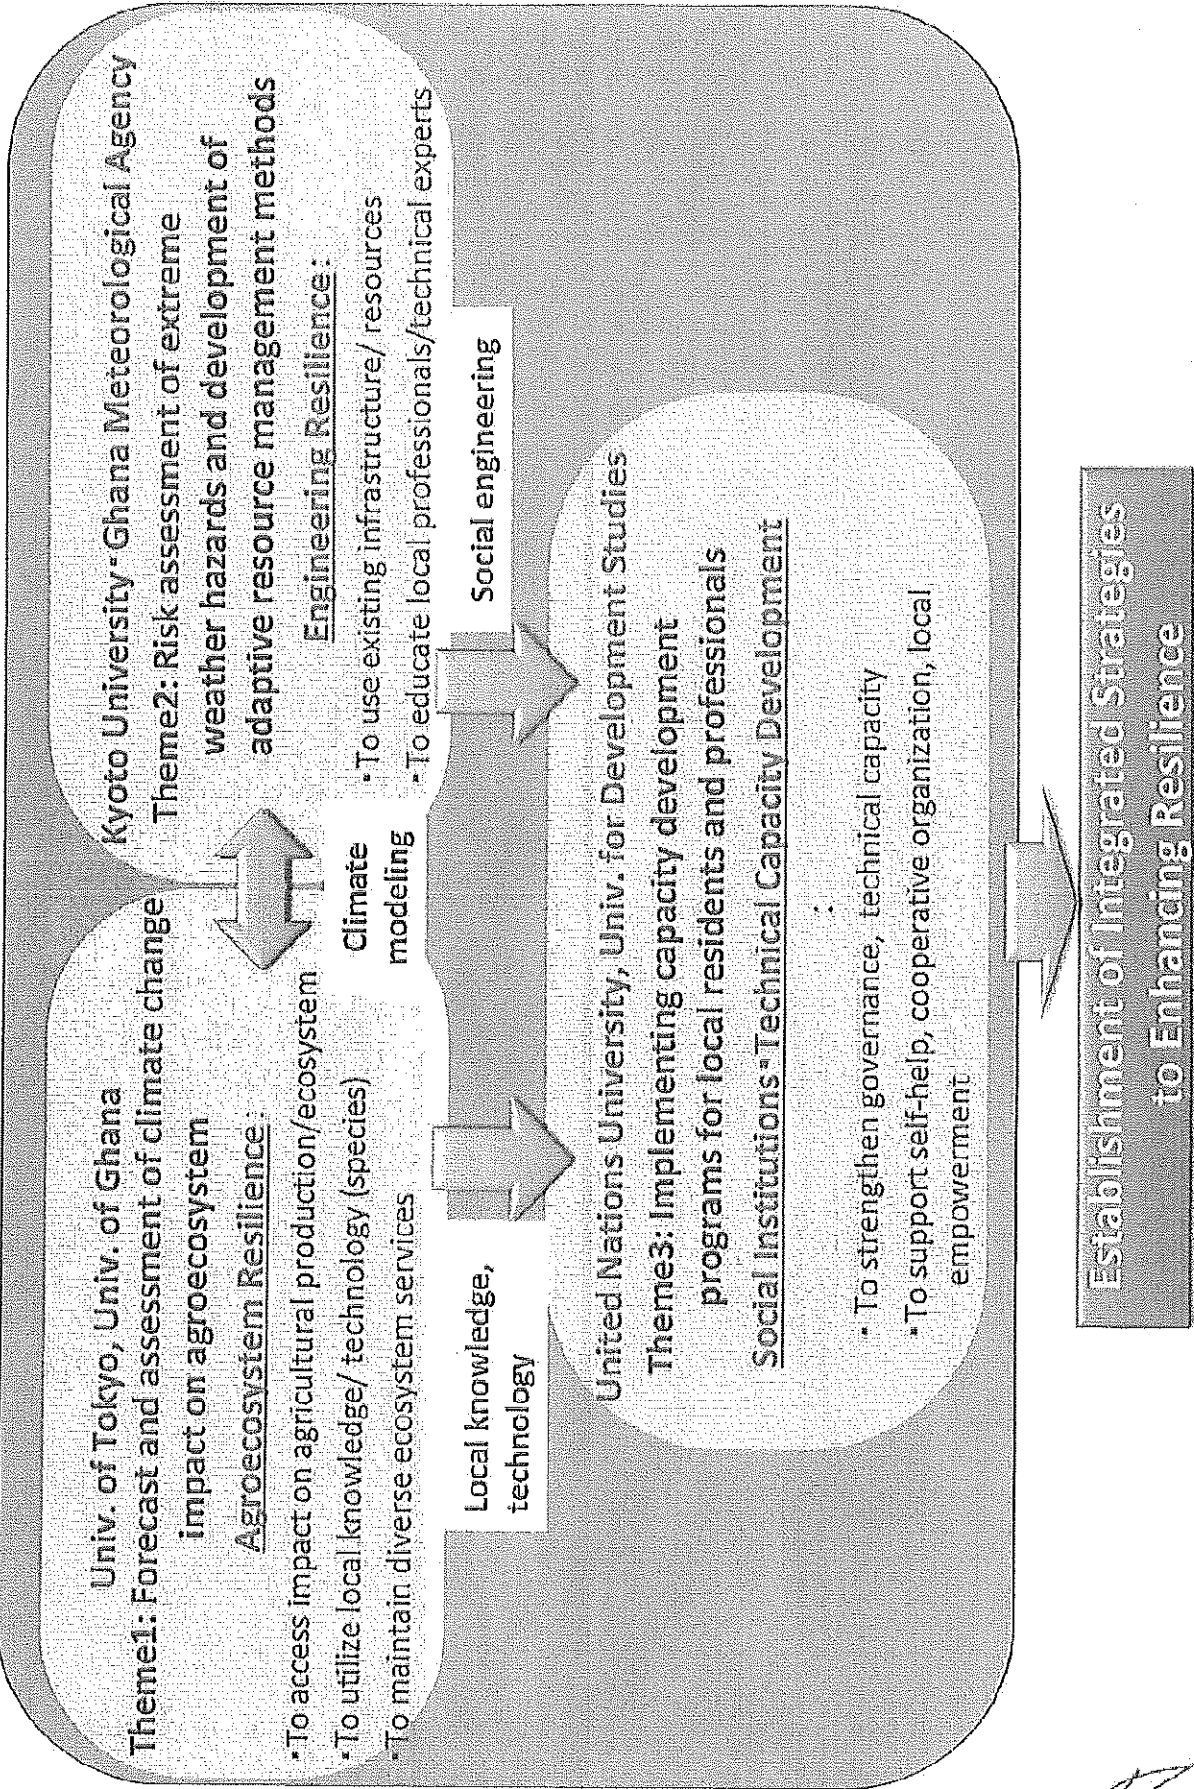 Univ. of Tokyo, Univ. of Ghana
Theme1: Forecast and assessment of climate change
impact on agroecosystem
Agroecosystem Resilience:
・To access impact on agricultural production/ecosystem
・To utilize local knowledge/ technology (species)
・To maintain diverse ecosystem services
Kyoto University・Ghana Meteorological Agency
Theme2: Risk assessment of extreme
weather hazards and development of
adaptive resource management methods
Engineering Resilience:
・To use existing infrastructure/ resources
・To educate local professionals/technical experts
Climate
modeling
Local knowledge,
technology
Social engineering
United Nations University, Univ. for Development Studies
Theme3: Implementing capacity development
programs for local residents and professionals
Social Institutions・Technical Capacity Development
:
・To strengthen governance, technical capacity
・To support self-help, cooperative organization, local
empowerment
Establishment of Integrated Strategies
to Enhancing Resilience